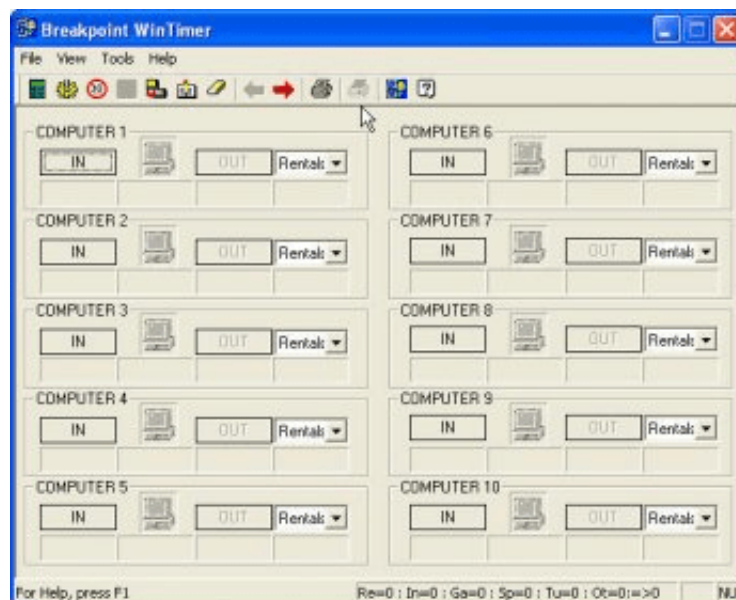 Breakpoint WinTimer
File View Tools Help
COMPUTER 1
IN OUT Rentals
COMPUTER 6
IN OUT Rentals
COMPUTER 2
IN OUT Rentals
COMPUTER 7
IN OUT Rentals
COMPUTER 3
IN OUT Rentals
COMPUTER 8
IN OUT Rentals
COMPUTER 4
IN OUT Rentals
COMPUTER 9
IN OUT Rentals
COMPUTER 5
IN OUT Rentals
COMPUTER 10
IN OUT Rentals
For Help, press F1 Re=0 : In=0 : Ga=0 : Sp=0 : Tu=0 : Ot=0:=>0 NU